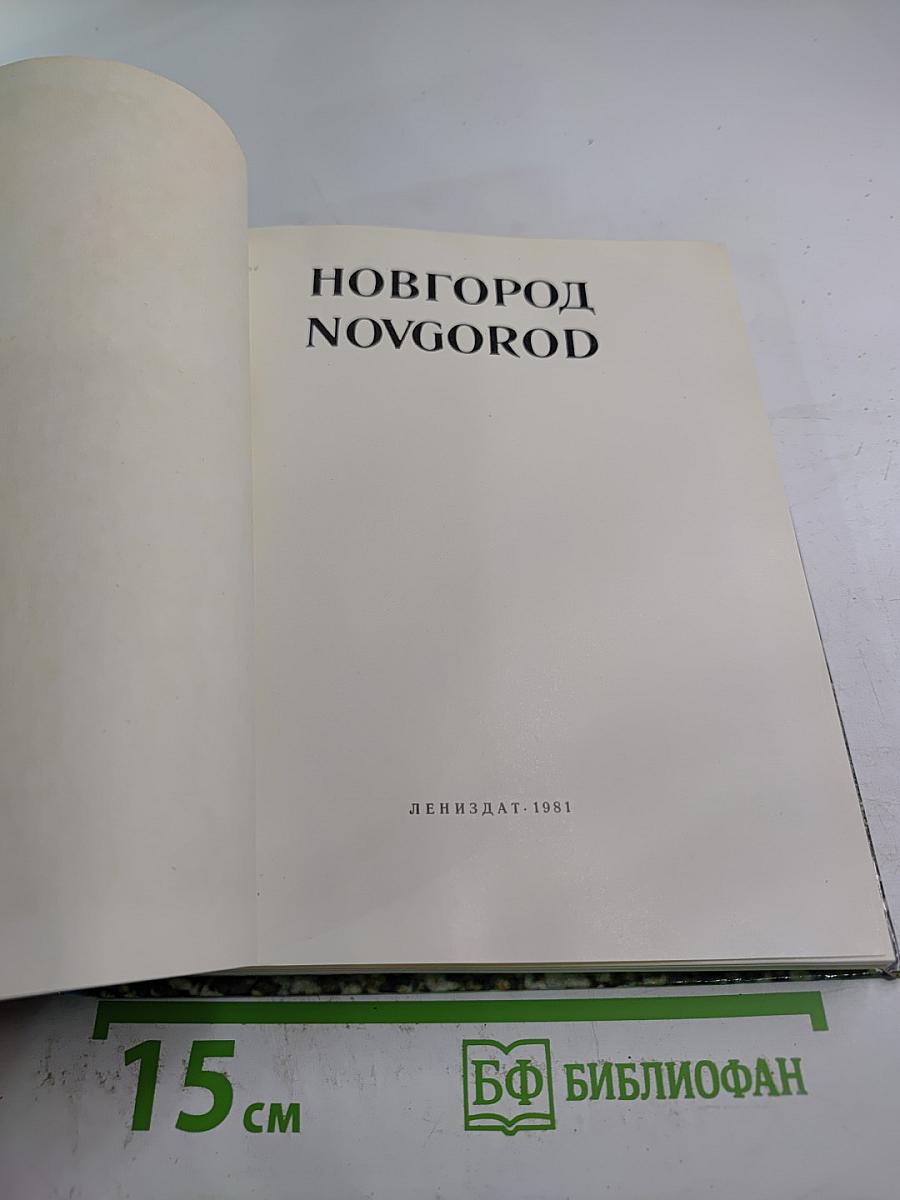 НОВГОРОД
NOVGOROD
ЛЕНИЗДАТ·1981
15 см
БФ БИБЛИОФАН